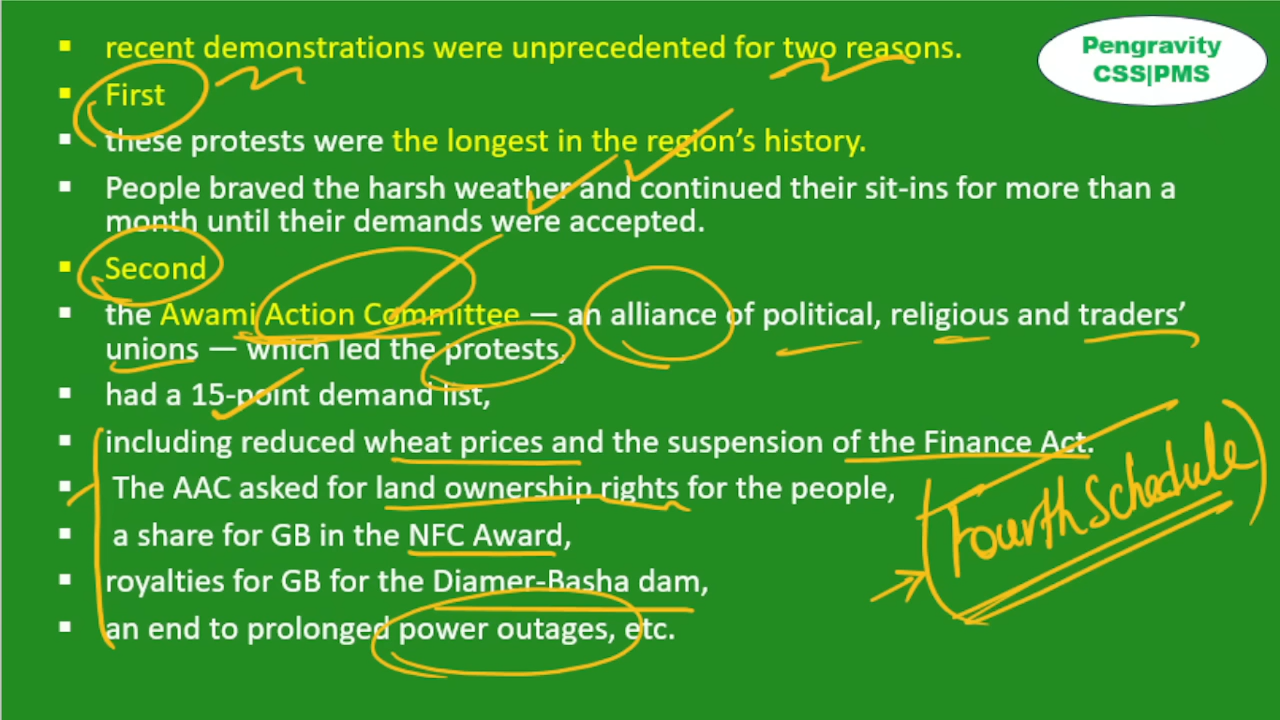 recent demonstrations were unprecedented for two reasons.
Pengravity
CSS|PMS
First
these protests were the longest in the region's history.
People braved the harsh weather and continued their sit-ins for more than a
month until their demands were accepted.
Second
the Awami Action Committee — an alliance of political, religious and traders'
unions — which led the protests,
had a 15-point demand list,
including reduced wheat prices and the suspension of the Finance Act.
The AAC asked for land ownership rights for the people,
a share for GB in the NFC Award,
royalties for GB for the Diamer-Basha dam,
an end to prolonged power outages, etc.
Fourth Schedule